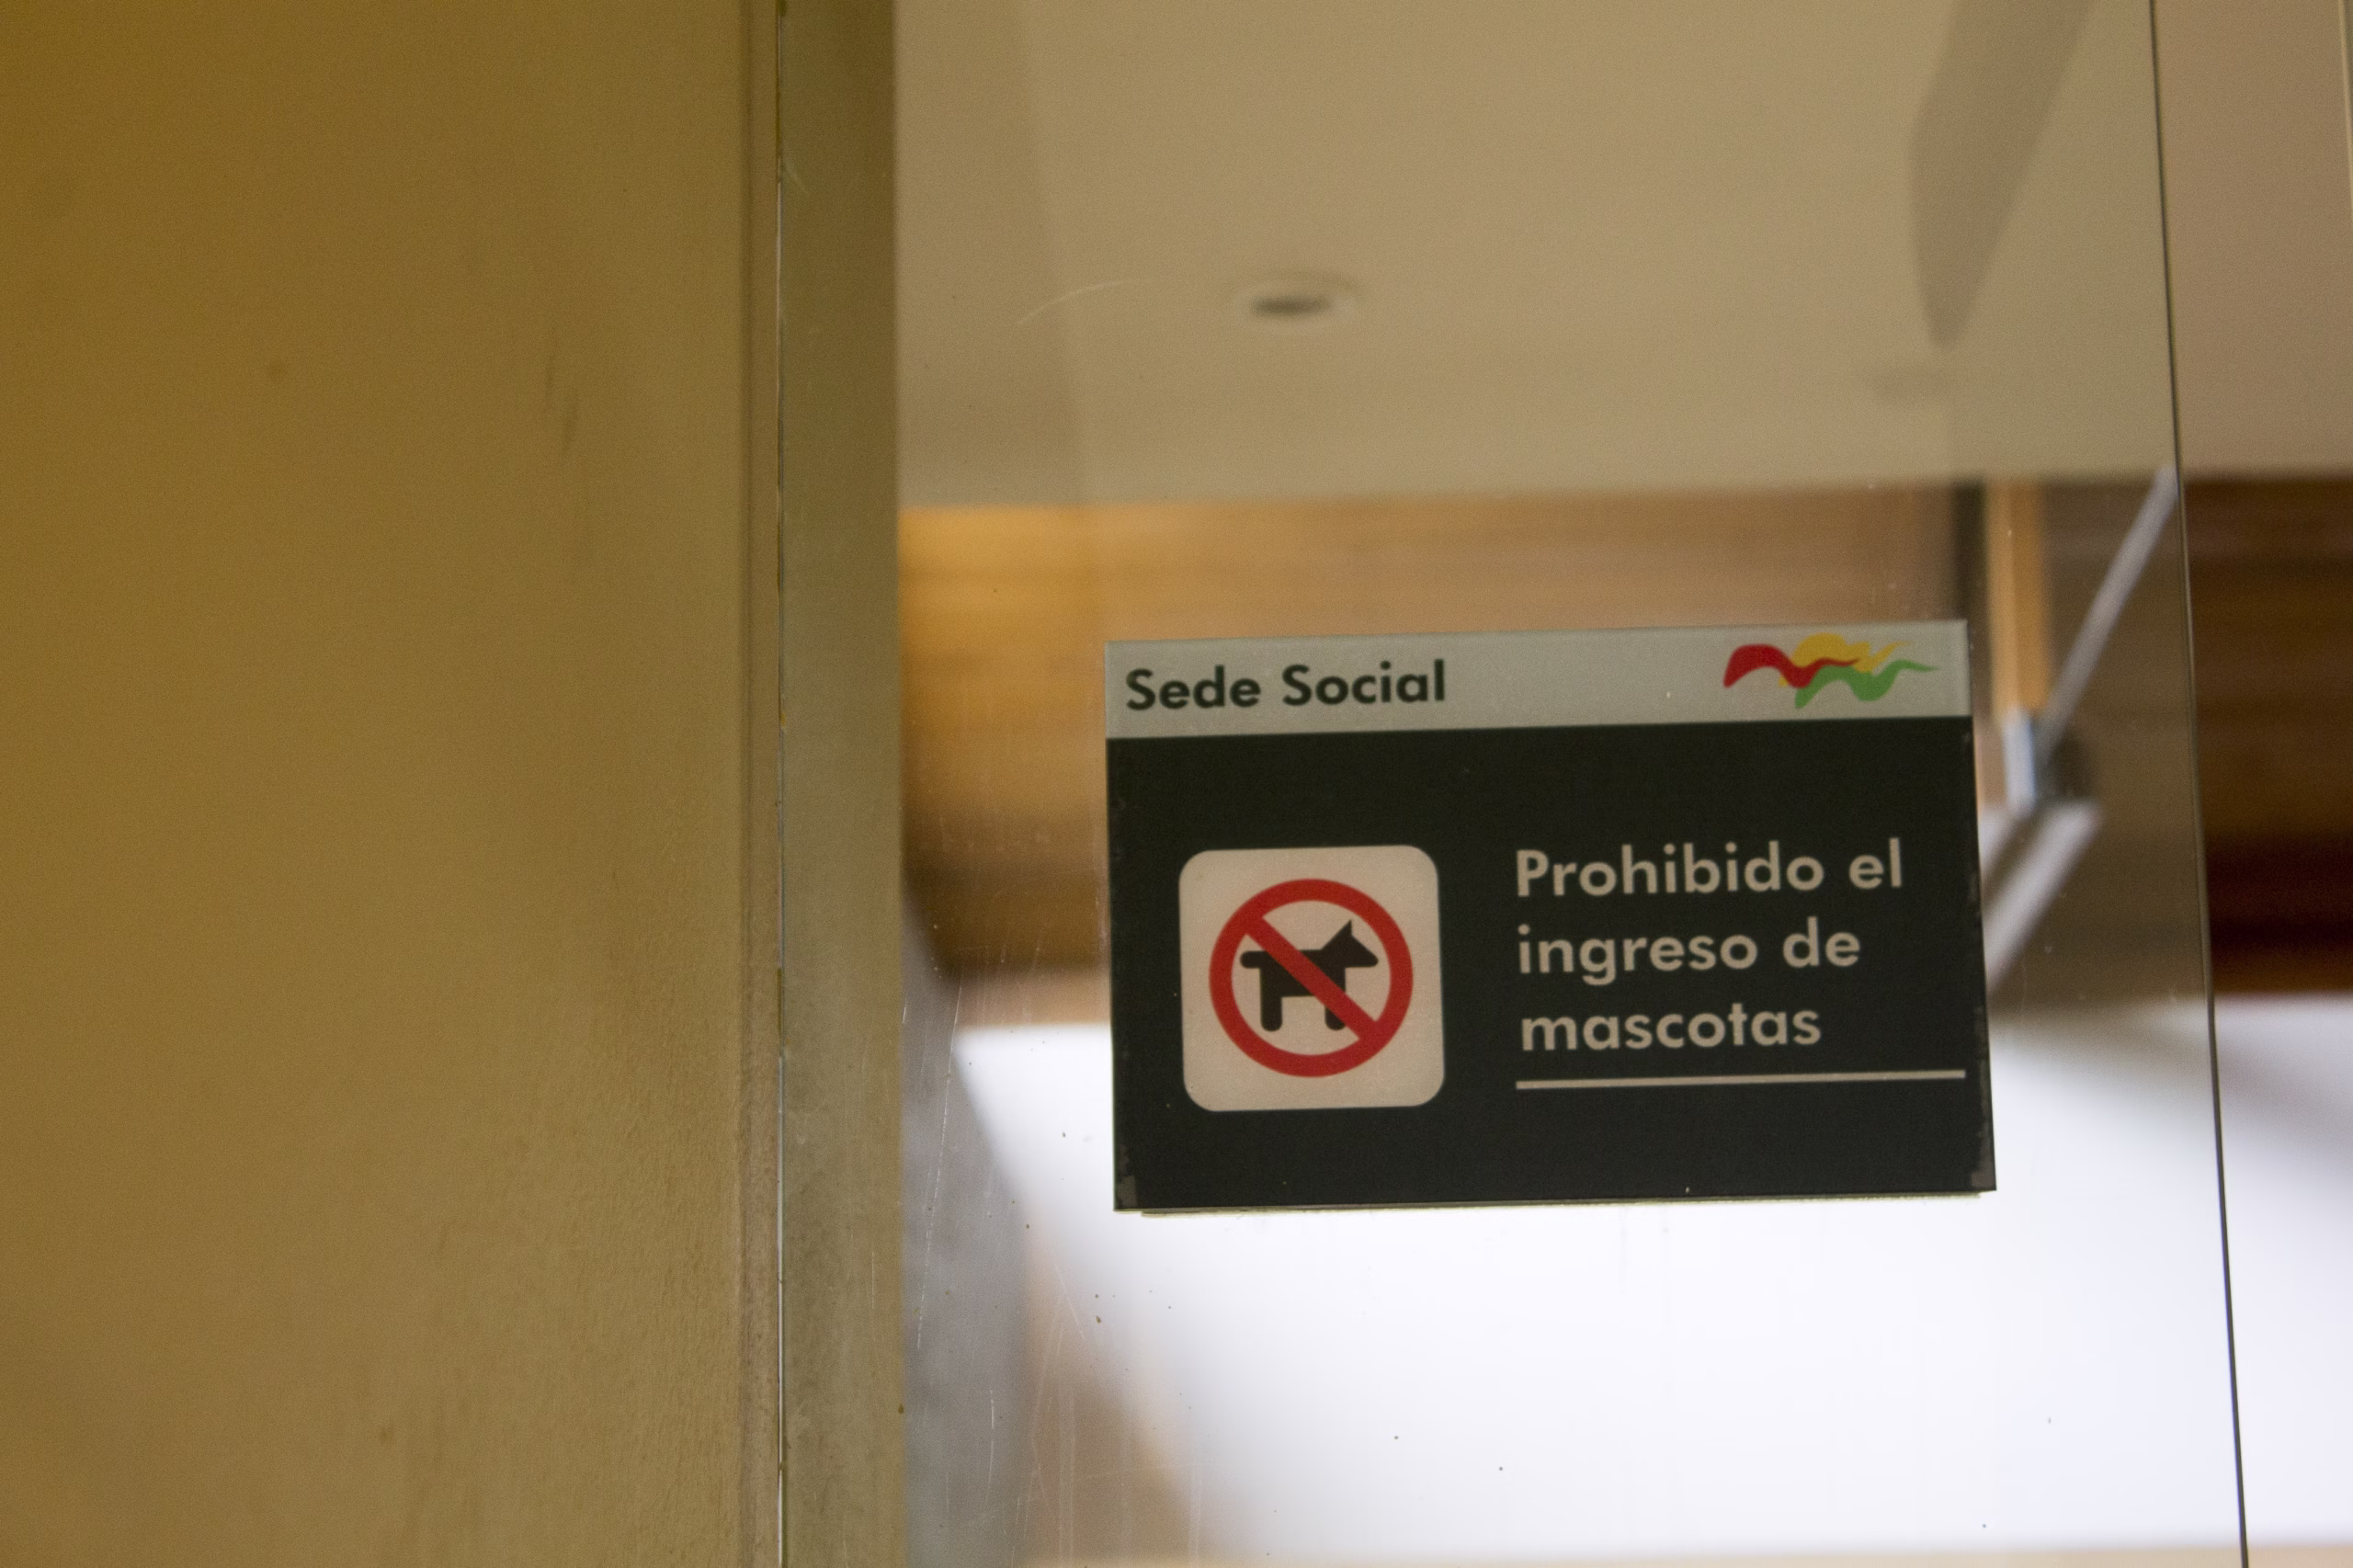 Sede Social
Prohibido el
ingreso de
mascotas